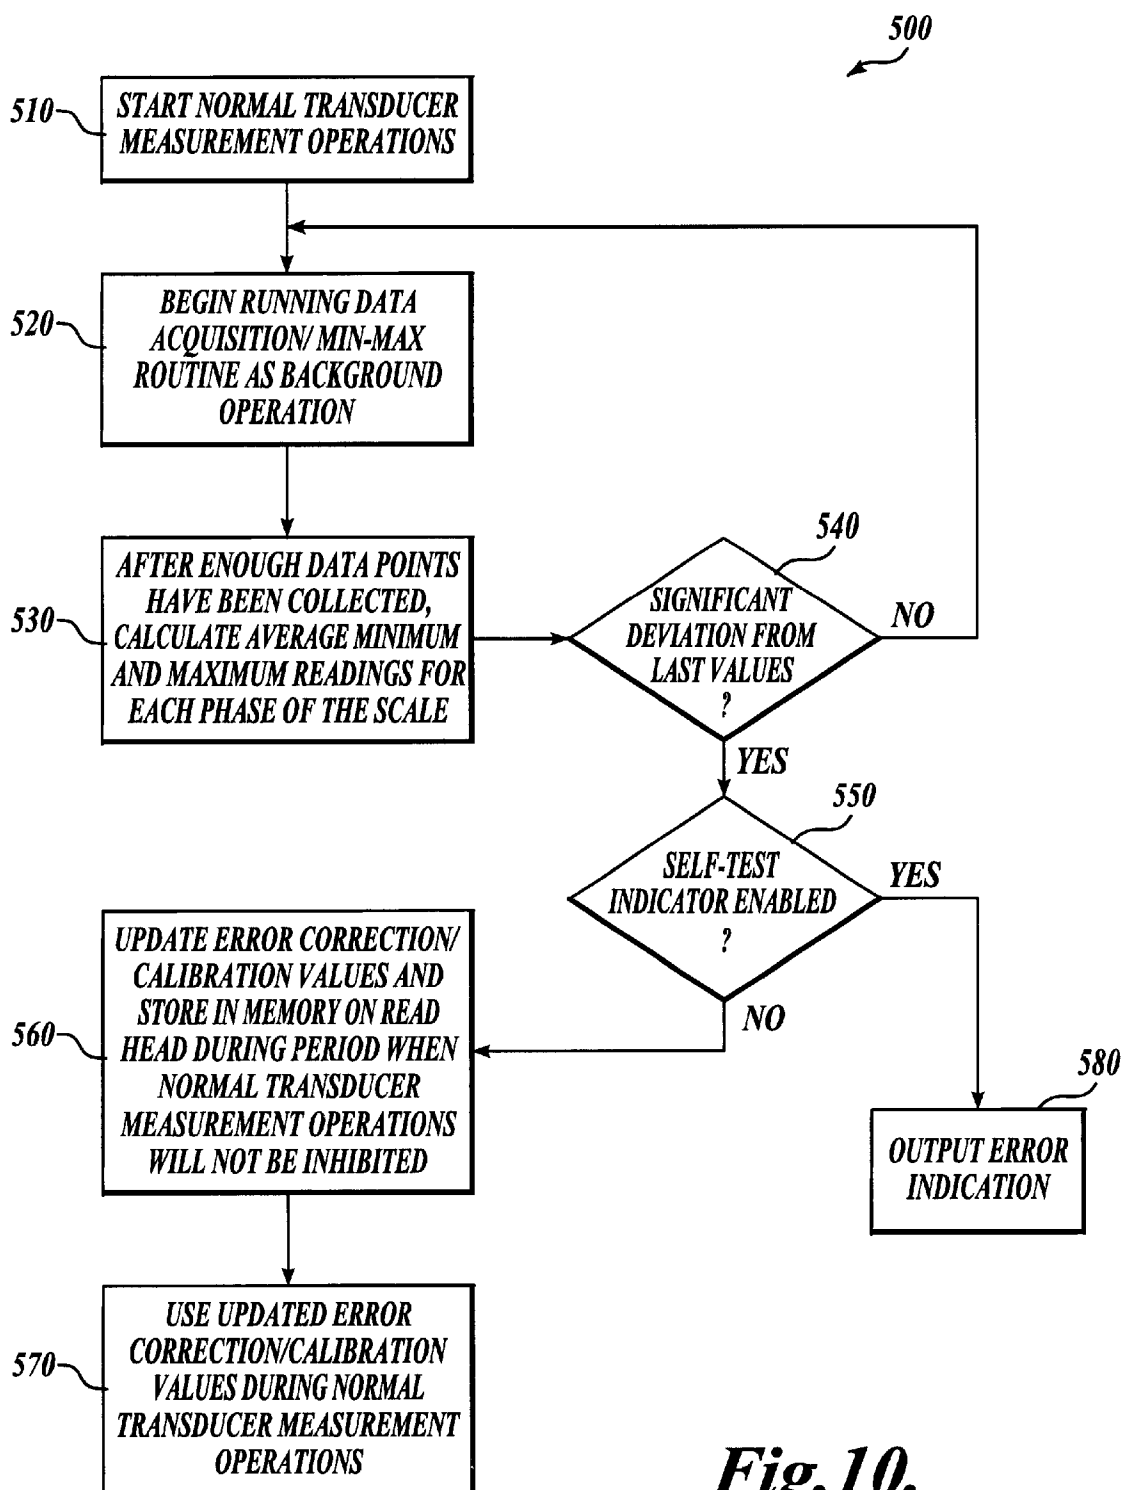 500
510
START NORMAL TRANSDUCER
MEASUREMENT OPERATIONS
520
BEGIN RUNNING DATA
ACQUISITION/ MIN-MAX
ROUTINE AS BACKGROUND
OPERATION
530
AFTER ENOUGH DATA POINTS
HAVE BEEN COLLECTED,
CALCULATE AVERAGE MINIMUM
AND MAXIMUM READINGS FOR
EACH PHASE OF THE SCALE
540
SIGNIFICANT
DEVIATION FROM
LAST VALUES
?
NO
YES
550
SELF-TEST
INDICATOR ENABLED
?
YES
NO
560
UPDATE ERROR CORRECTION/
CALIBRATION VALUES AND
STORE IN MEMORY ON READ
HEAD DURING PERIOD WHEN
NORMAL TRANSDUCER
MEASUREMENT OPERATIONS
WILL NOT BE INHIBITED
580
OUTPUT ERROR
INDICATION
570
USE UPDATED ERROR
CORRECTION/CALIBRATION
VALUES DURING NORMAL
TRANSDUCER MEASUREMENT
OPERATIONS
Fig. 10.